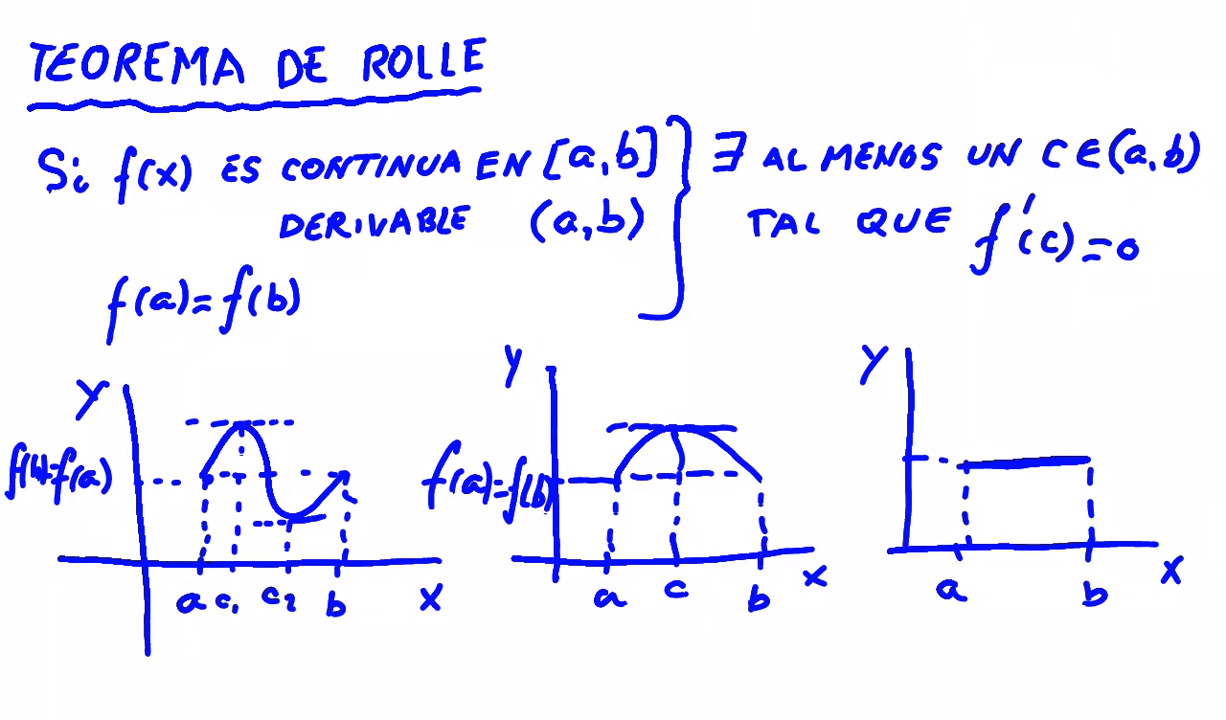 TEOREMA DE ROLLE
Si f(x) ES CONTINUA EN [a,b] } ∃ AL MENOS UN C∈(a,b)
DERIVABLE (a,b) TAL QUE f'(c)=0
f(a)=f(b)
Y Y Y
f(b)=f(a) f(a)=f(b)
a c₁ c₂ b X a c b X a b X